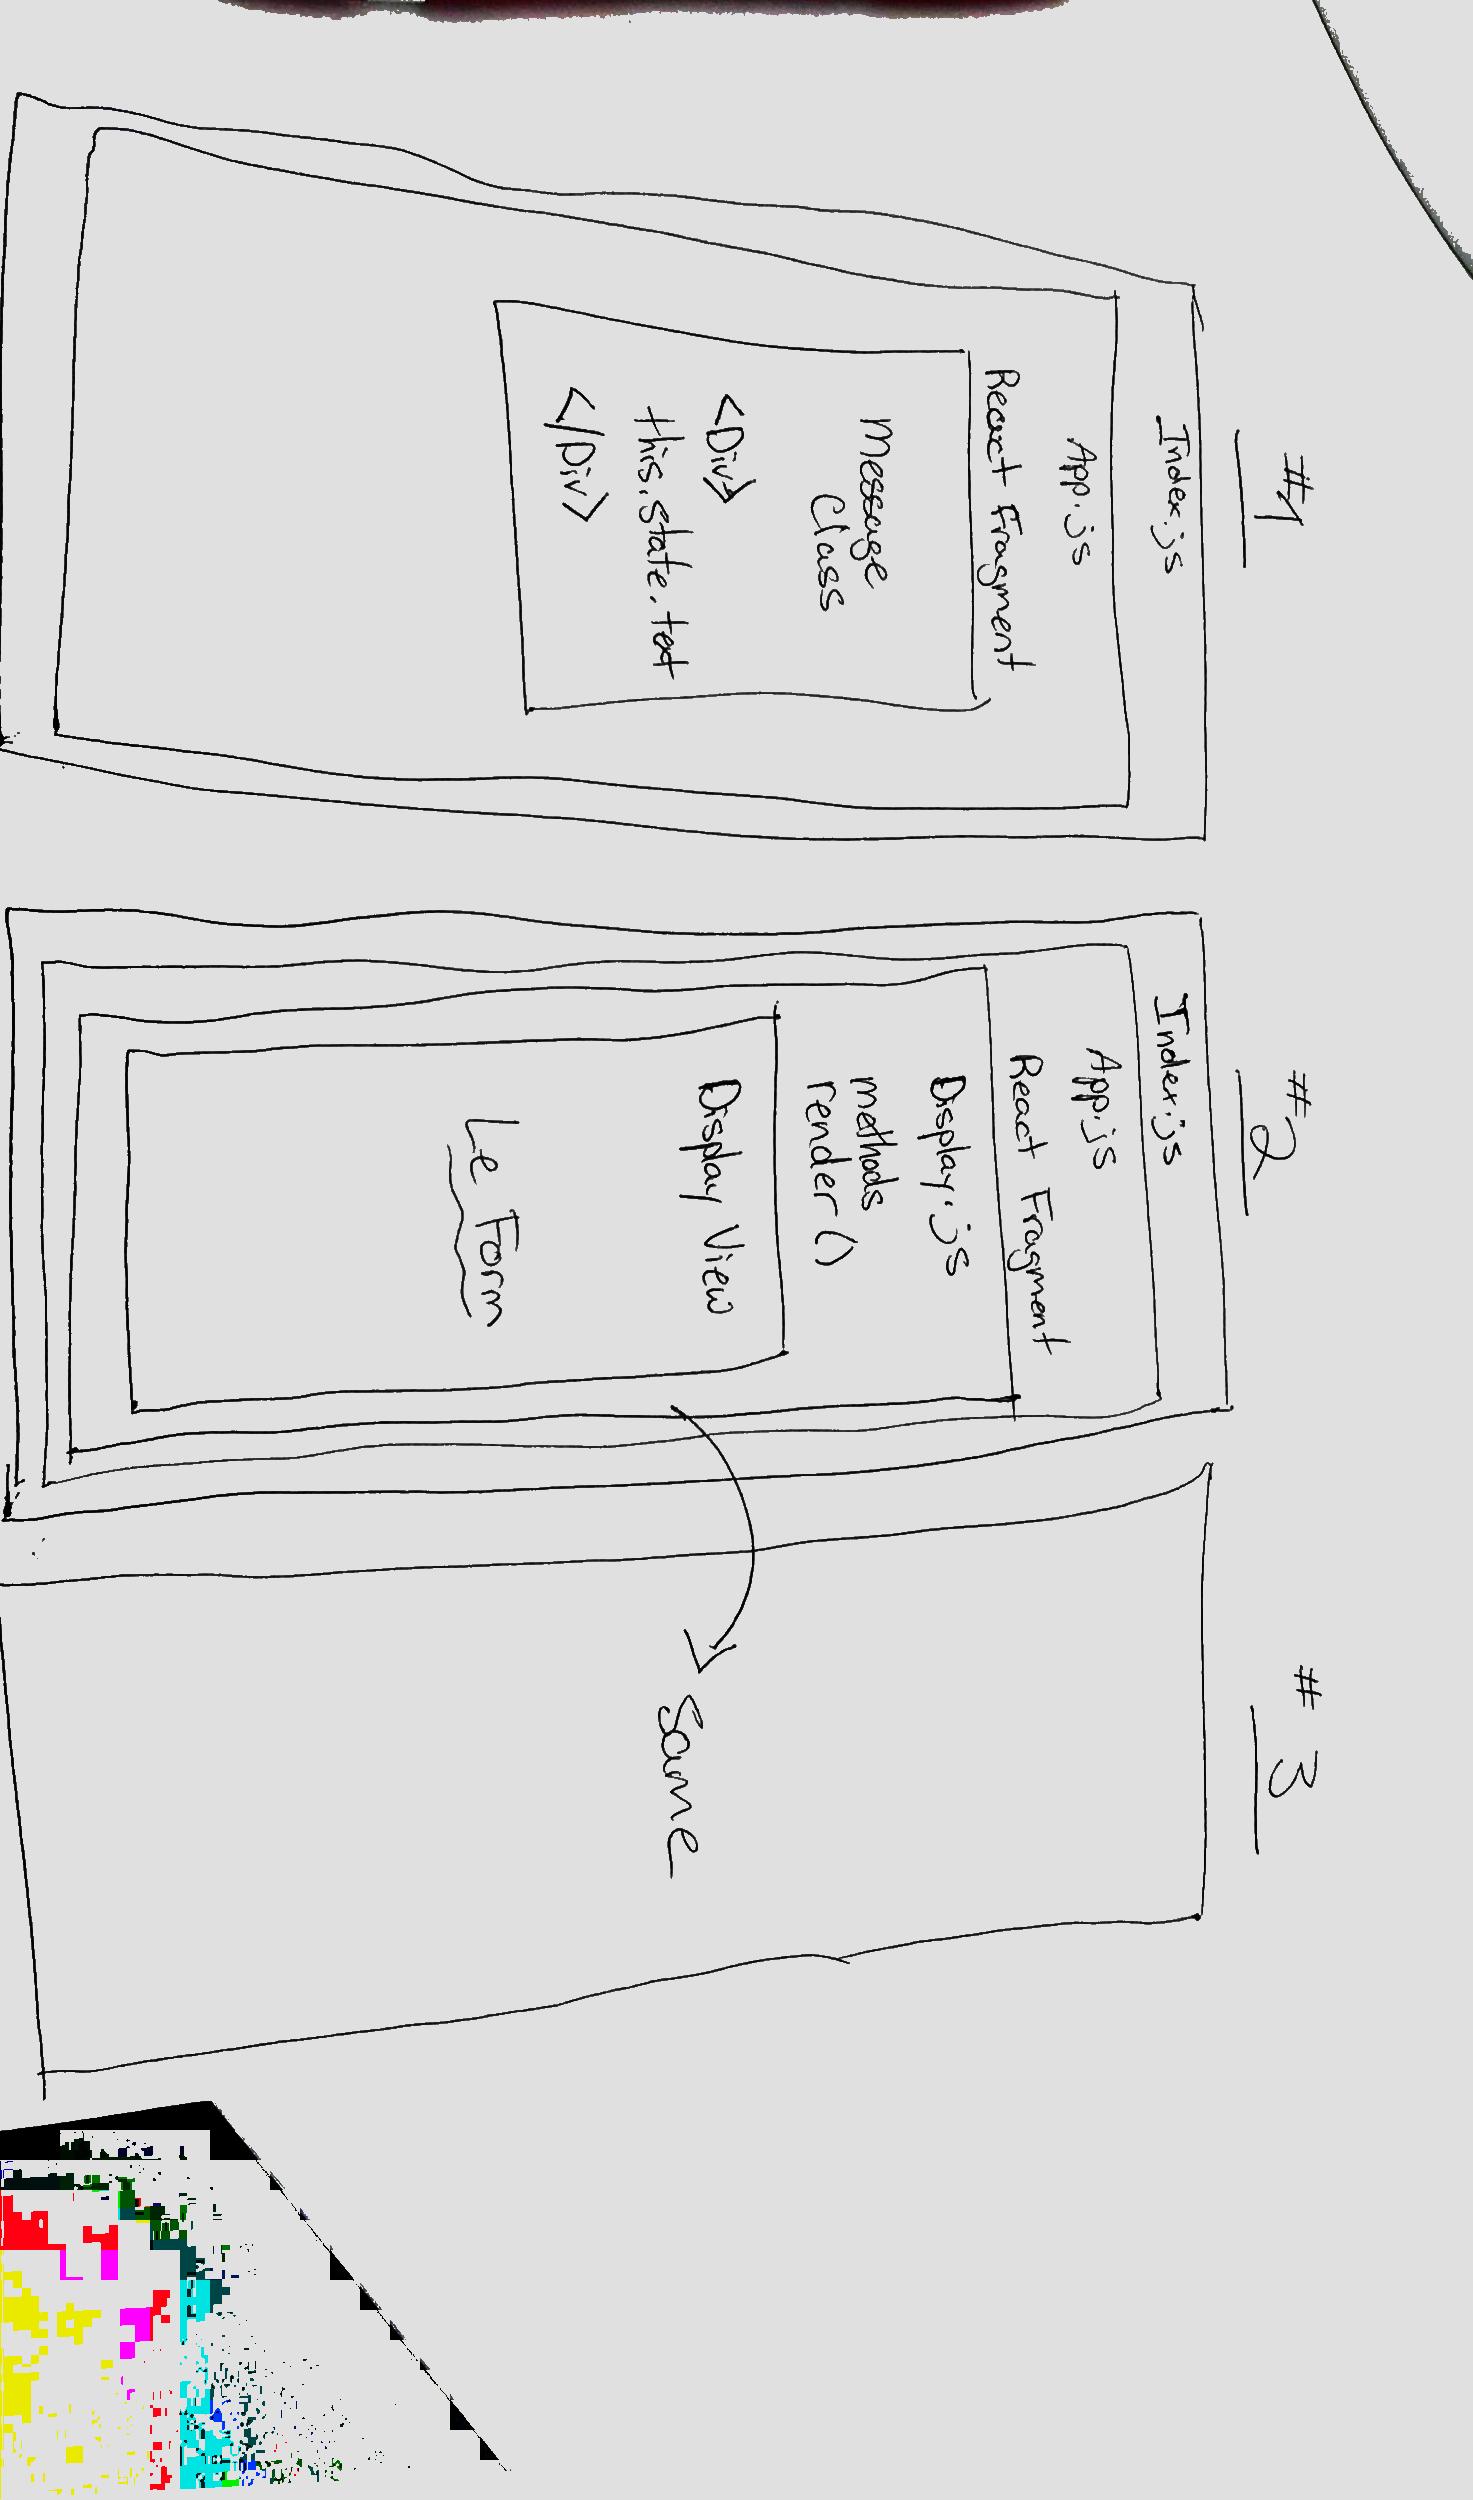 #1
Index.js
App.js
React Fragment
Message
Class
<Div>
this.state.text
</Div>
#2
Index.js
App.js
React Fragment
Display.js
methods
render()
Display View
Le Form
#3
Same